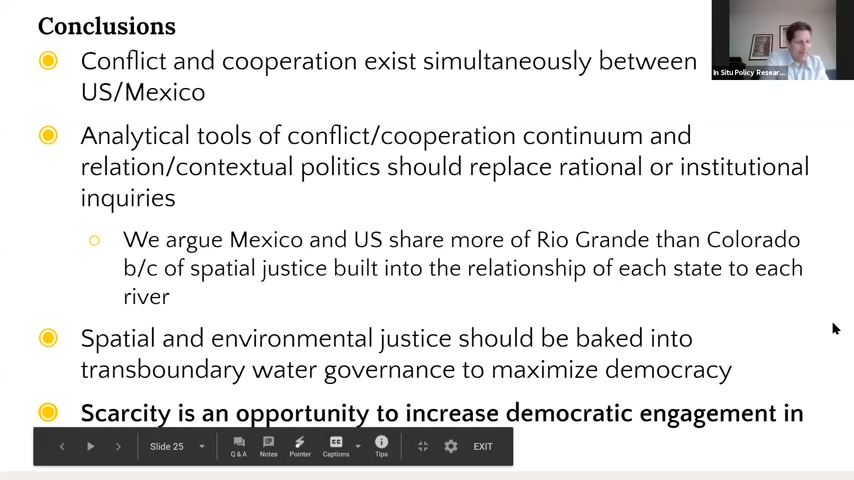 Conclusions
Conflict and cooperation exist simultaneously between
US/Mexico
Analytical tools of conflict/cooperation continuum and
relation/contextual politics should replace rational or institutional
inquiries
We argue Mexico and US share more of Rio Grande than Colorado
b/c of spatial justice built into the relationship of each state to each
river
Spatial and environmental justice should be baked into
transboundary water governance to maximize democracy
Scarcity is an opportunity to increase democratic engagement in
In Situ Policy Resear...
Slide 25
Q & A
Notes
Pointer
Captions
Tips
EXIT